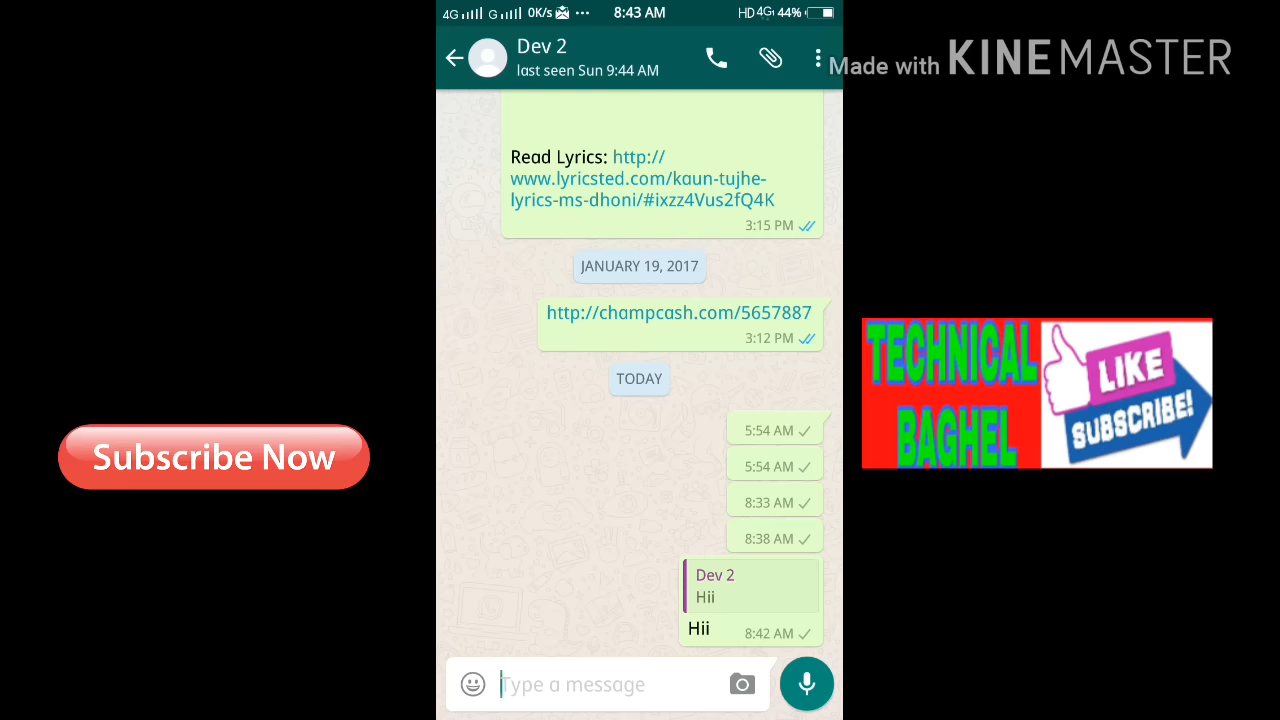 4G G 0K/s ... 8:43 AM HD 4G 44%
Dev 2
last seen Sun 9:44 AM
Made with KINEMASTER
Read Lyrics: http://
www.lyricsted.com/kaun-tujhe-
lyrics-ms-dhoni/#ixzz4Vus2fQ4K
3:15 PM
JANUARY 19, 2017
http://champcash.com/5657887
3:12 PM
TODAY
5:54 AM
5:54 AM
8:33 AM
8:38 AM
Dev 2
Hii
Hii 8:42 AM
Type a message
Subscribe Now
TECHNICAL
BAGHEL
LIKE
SUBSCRIBE!